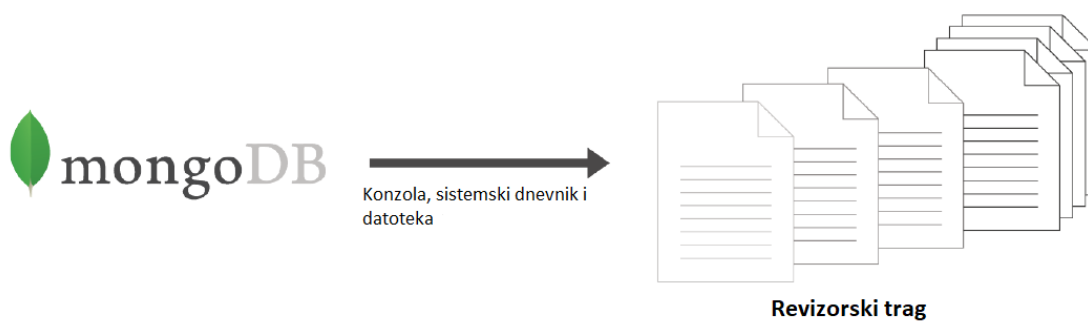 mongoDB
Konzola, sistemski dnevnik i
datoteka
Revizorski trag